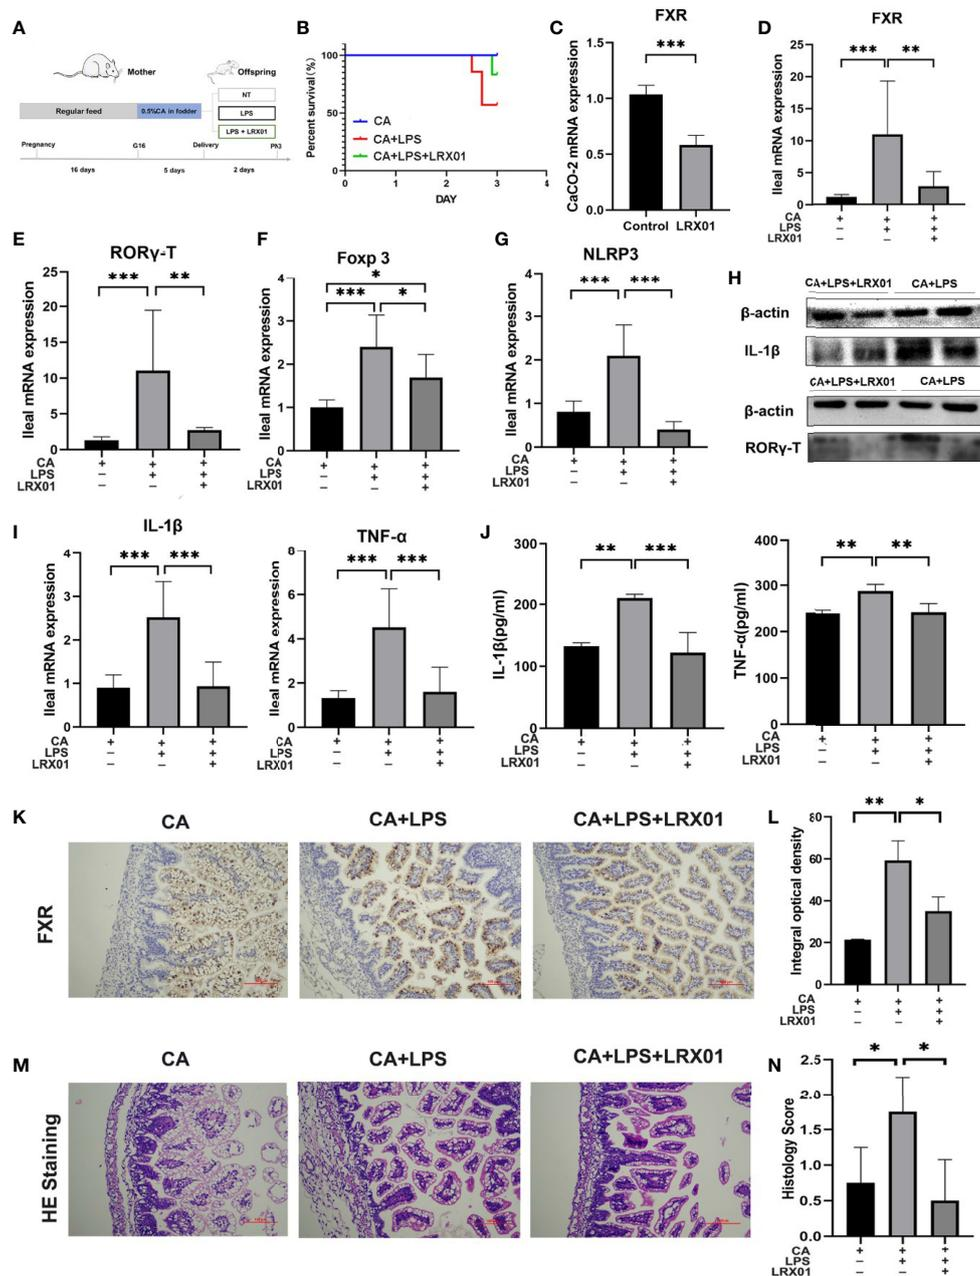 A
Mother
Offspring
NT
Regular feed
0.5%CA in fodder
LPS
LPS + LRX01
Pregnancy
G16
Delivery
PN3
16 days
5 days
2 days
B
Percent survival(%)
100
50
0
CA
CA+LPS
CA+LPS+LRX01
0 1 2 3 4
DAY
C
FXR
CaCO-2 mRNA expression
1.5
1.0
0.5
0.0
***
Control LRX01
D
FXR
Ileal mRNA expression
25
20
15
10
5
0
*** **
CA + + +
LPS − + +
LRX01 − − +
E
RORγ-T
Ileal mRNA expression
25
20
15
10
5
0
*** **
CA + + +
LPS − + +
LRX01 − − +
F
Foxp 3
Ileal mRNA expression
4
3
2
1
0
*
*** *
CA + + +
LPS − + +
LRX01 − − +
G
NLRP3
Ileal mRNA expression
4
3
2
1
0
*** ***
CA + + +
LPS − + +
LRX01 − − +
H
CA+LPS+LRX01 CA+LPS
β-actin
IL-1β
CA+LPS+LRX01 CA+LPS
β-actin
RORγ-T
I
IL-1β
Ileal mRNA expression
4
3
2
1
0
*** ***
CA + + +
LPS − + +
LRX01 − − +
TNF-α
Ileal mRNA expression
8
6
4
2
0
*** ***
CA + + +
LPS − + +
LRX01 − − +
J
IL-1β(pg/ml)
300
200
100
0
** ***
CA + + +
LPS − + +
LRX01 − − +
TNF-α(pg/ml)
400
300
200
100
0
** **
CA + + +
LPS − + +
LRX01 − − +
K
CA
CA+LPS
CA+LPS+LRX01
FXR
L
Integral optical density
80
60
40
20
0
** *
CA + + +
LPS − + +
LRX01 − − +
M
CA
CA+LPS
CA+LPS+LRX01
HE Staining
N
Histology Score
2.5
2.0
1.5
1.0
0.5
0.0
* *
CA + + +
LPS − + +
LRX01 − − +